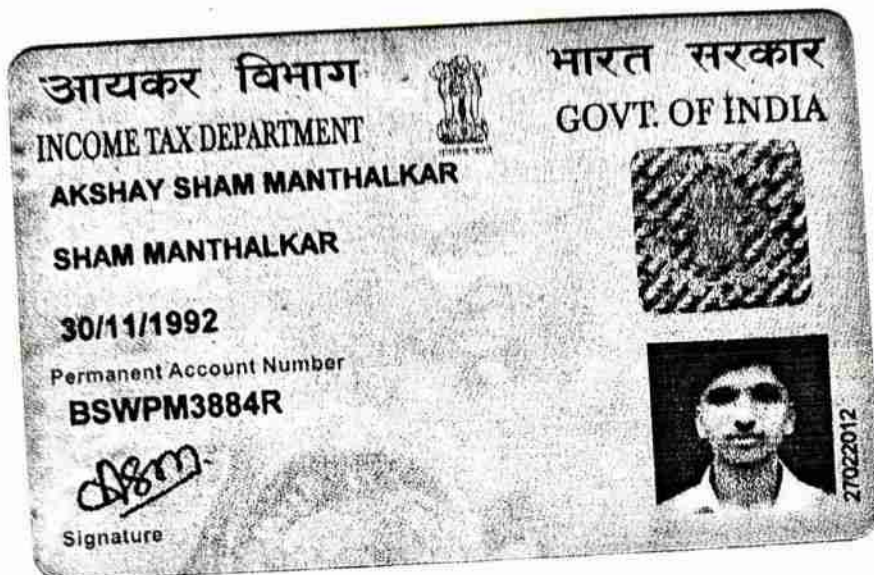 आयकर विभाग
भारत सरकार
INCOME TAX DEPARTMENT
GOVT. OF INDIA
AKSHAY SHAM MANTHALKAR
SHAM MANTHALKAR
30/11/1992
Permanent Account Number
BSWPM3884R
Signature
27022012